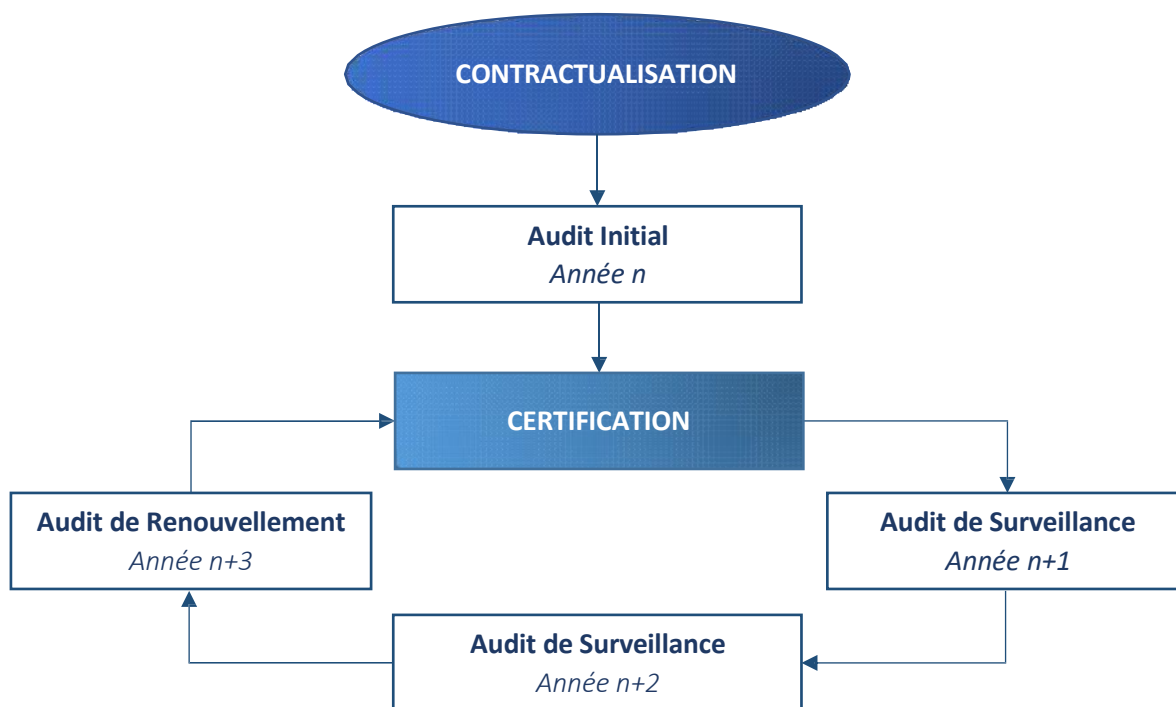 CONTRACTUALISATION
Audit Initial
Année n
CERTIFICATION
Audit de Renouvellement
Année n+3
Audit de Surveillance
Année n+1
Audit de Surveillance
Année n+2